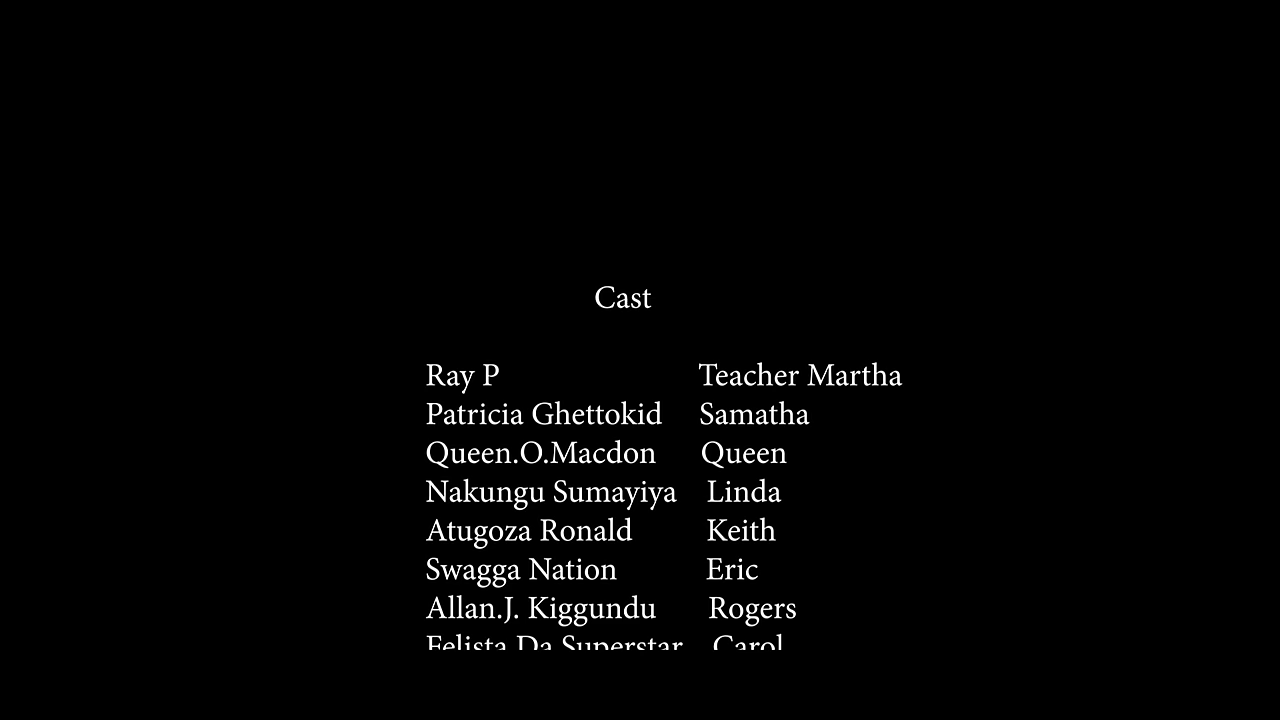 Cast
Ray P Teacher Martha
Patricia Ghettokid Samatha
Queen.O.Macdon Queen
Nakungu Sumayiya Linda
Atugoza Ronald Keith
Swagga Nation Eric
Allan.J. Kiggundu Rogers
Felista Da Superstar Carol